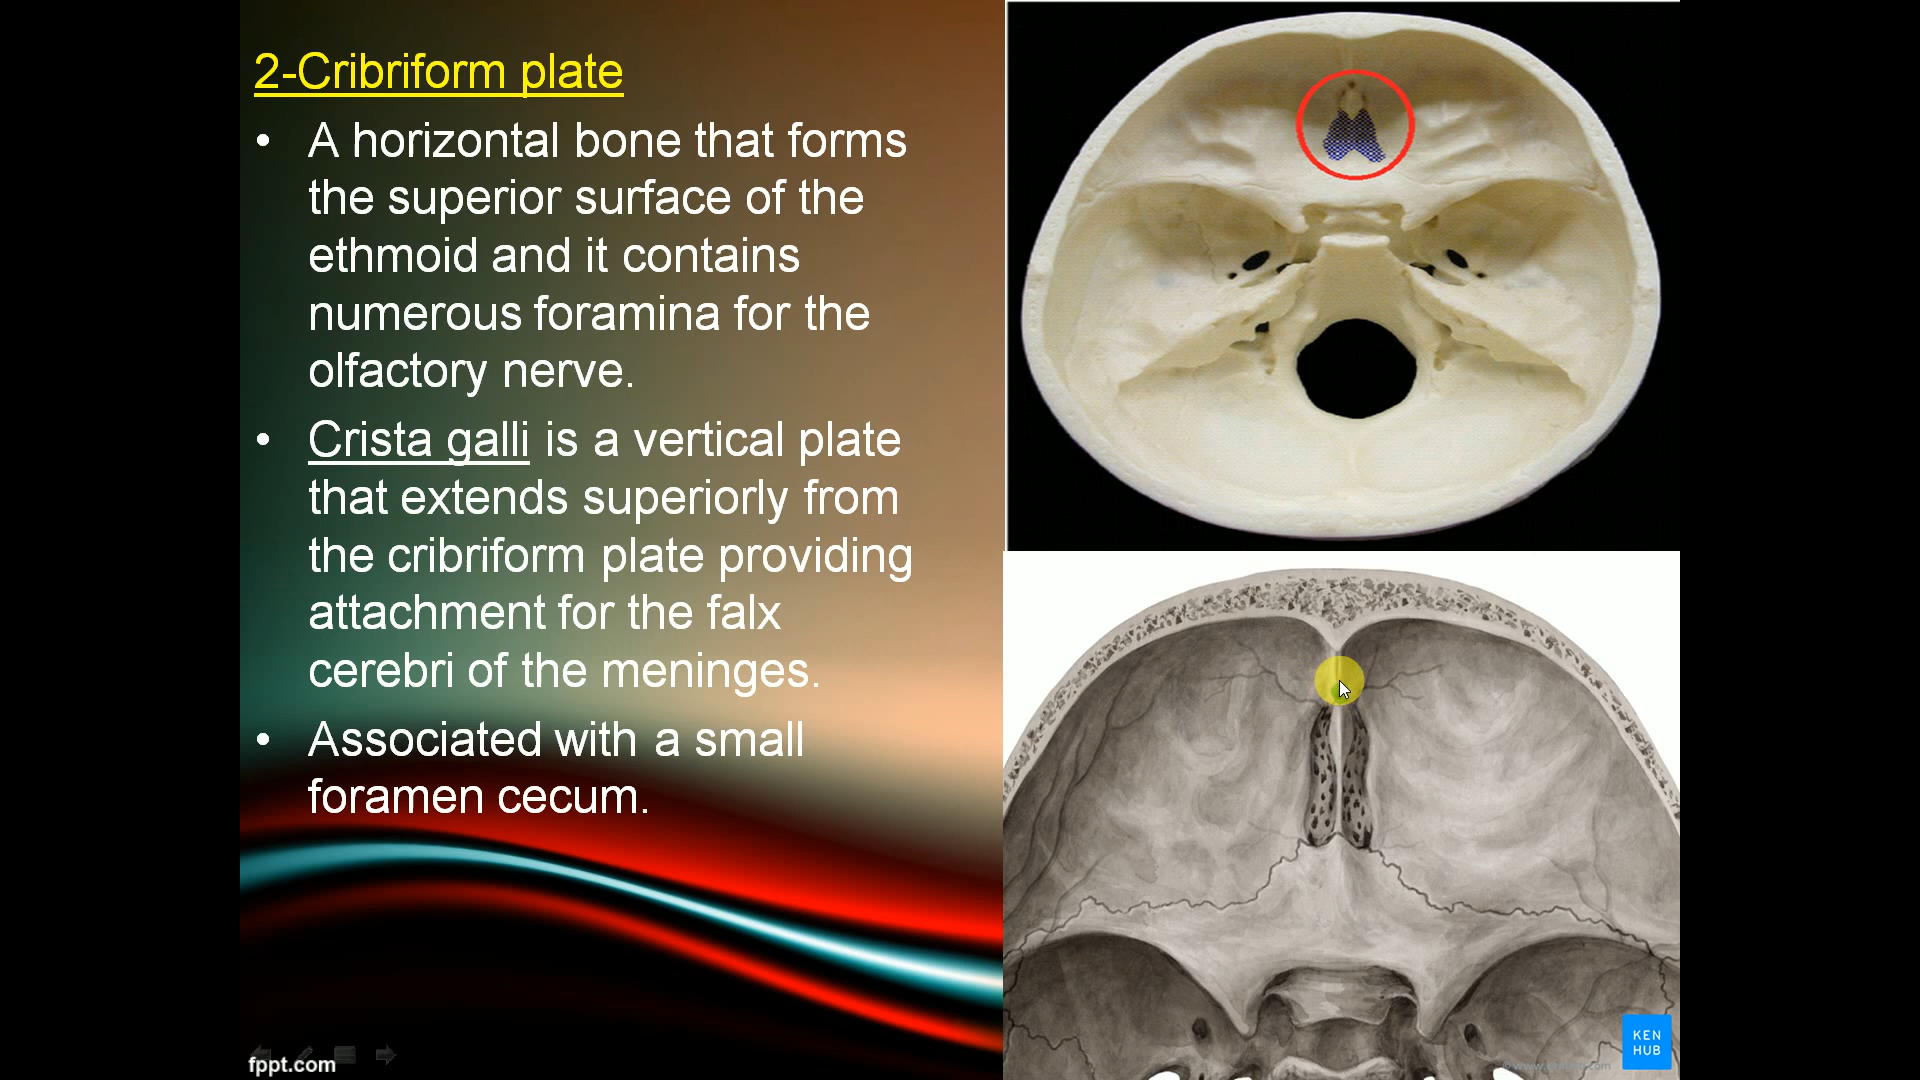 2-Cribriform plate
• A horizontal bone that forms
the superior surface of the
ethmoid and it contains
numerous foramina for the
olfactory nerve.
• Crista galli is a vertical plate
that extends superiorly from
the cribriform plate providing
attachment for the falx
cerebri of the meninges.
• Associated with a small
foramen cecum.
fppt.com
KEN
HUB